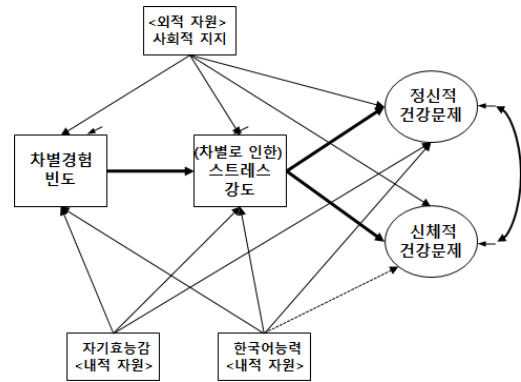 <외적 자원>
사회적 지지
정신적
건강문제
차별경험
빈도
(차별로 인한)
스트레스
강도
신체적
건강문제
자기효능감
<내적 자원>
한국어능력
<내적 자원>